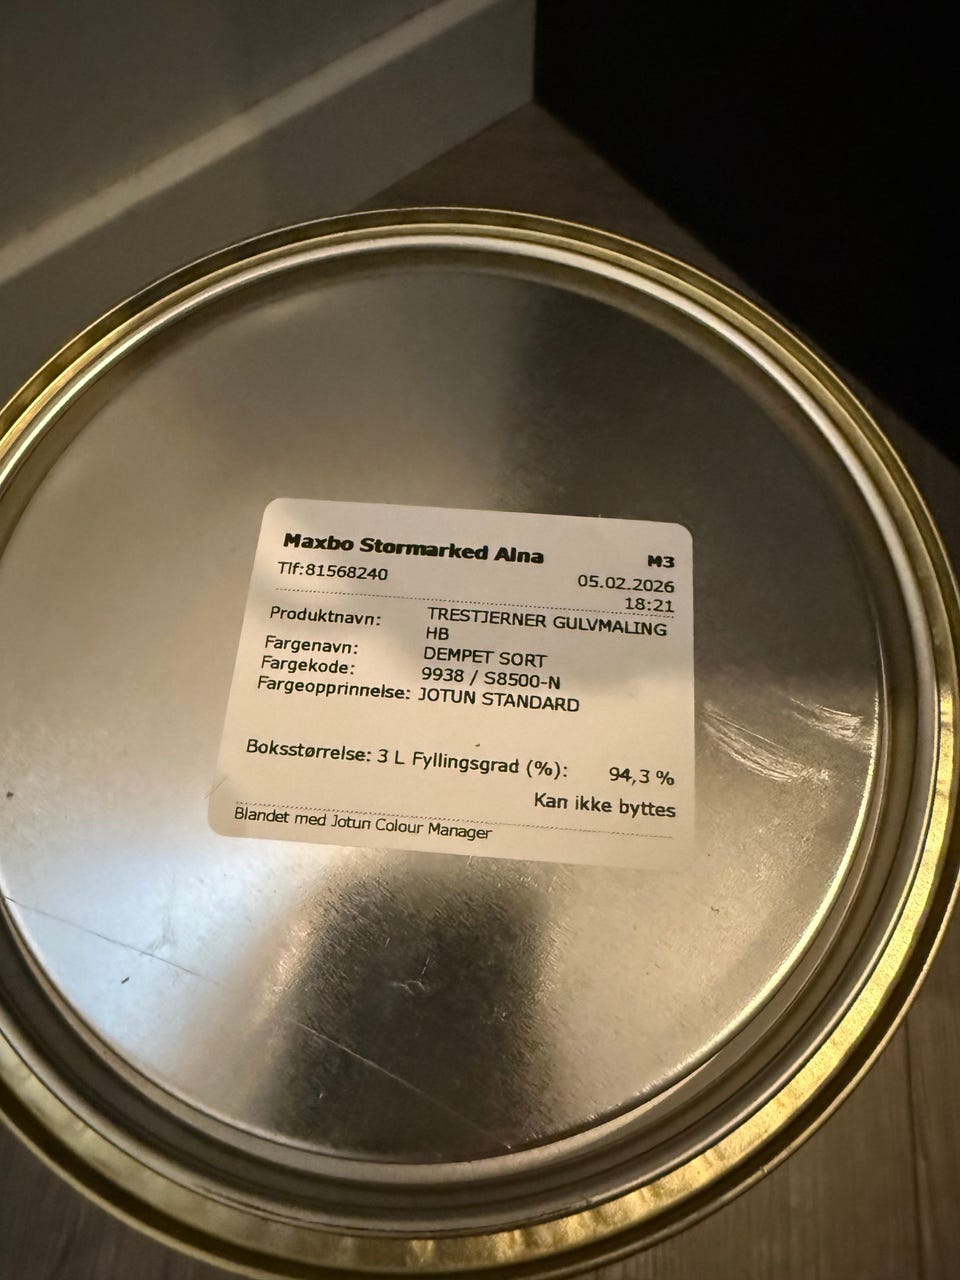 Maxbo Stormarked Alna M3
Tlf:81568240 05.02.2026
18:21
Produktnavn: TRESTJERNER GULVMALING
HB
Fargenavn: DEMPET SORT
Fargekode: 9938 / S8500-N
Fargeopprinnelse: JOTUN STANDARD
Boksstørrelse: 3 L Fyllingsgrad (%): 94,3 %
Kan ikke byttes
Blandet med Jotun Colour Manager